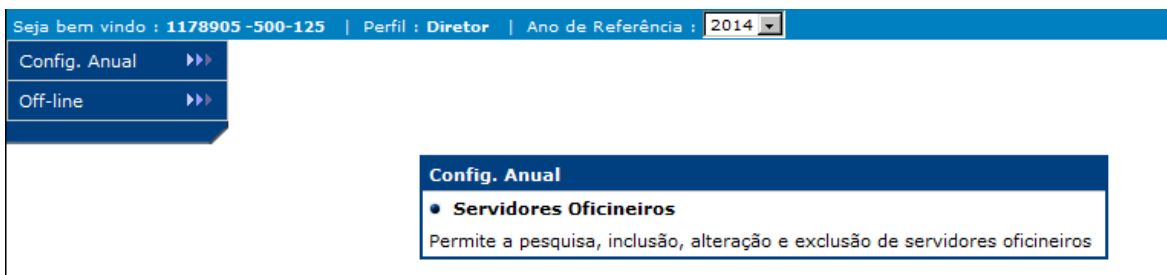 Seja bem vindo : 1178905 -500-125 | Perfil : Diretor | Ano de Referência : 2014
Config. Anual
Off-line
Config. Anual
Servidores Oficineiros
Permite a pesquisa, inclusão, alteração e exclusão de servidores oficineiros